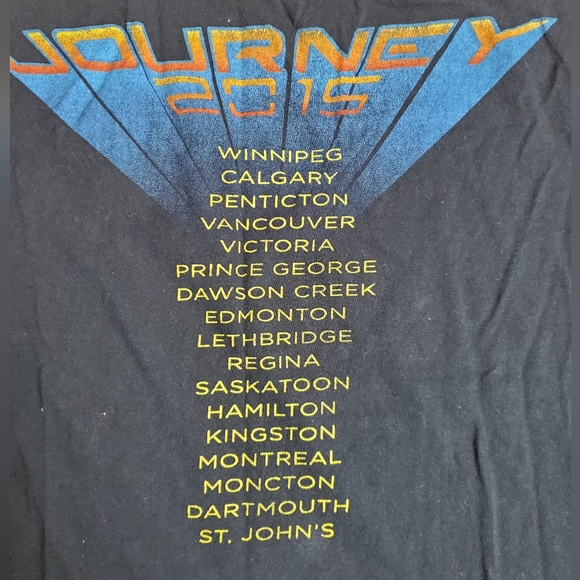 JOURNEY
2015
WINNIPEG
CALGARY
PENTICTON
VANCOUVER
VICTORIA
PRINCE GEORGE
DAWSON CREEK
EDMONTON
LETHBRIDGE
REGINA
SASKATOON
HAMILTON
KINGSTON
MONTREAL
MONCTON
DARTMOUTH
ST. JOHN'S